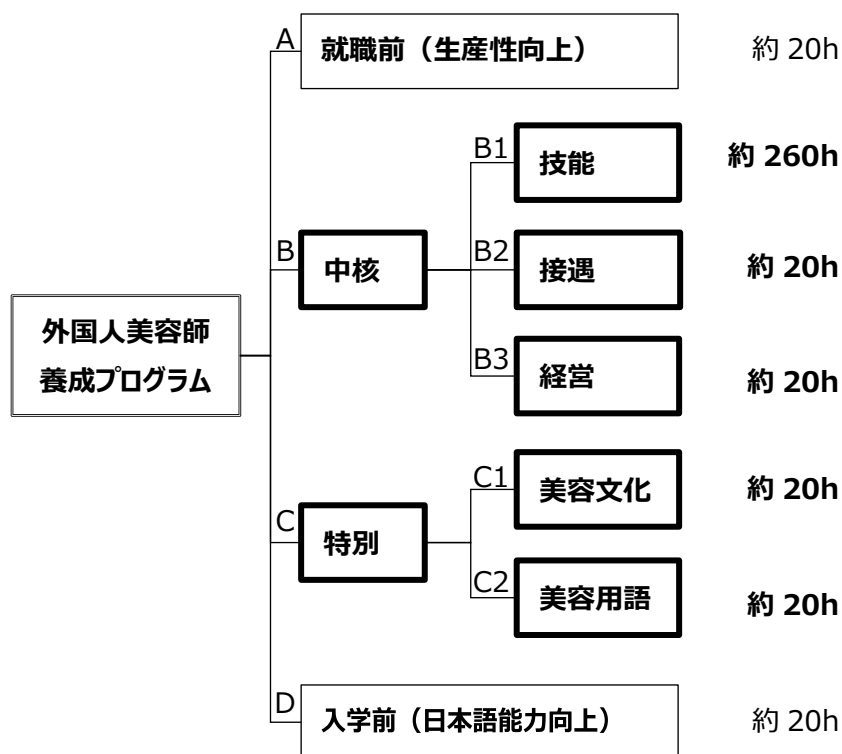 A
就職前（生産性向上）
約 20h
B1
技能
約 260h
B
中核
B2
接遇
約 20h
外国人美容師
養成プログラム
B3
経営
約 20h
C1
美容文化
約 20h
C
特別
C2
美容用語
約 20h
D
入学前（日本語能力向上）
約 20h